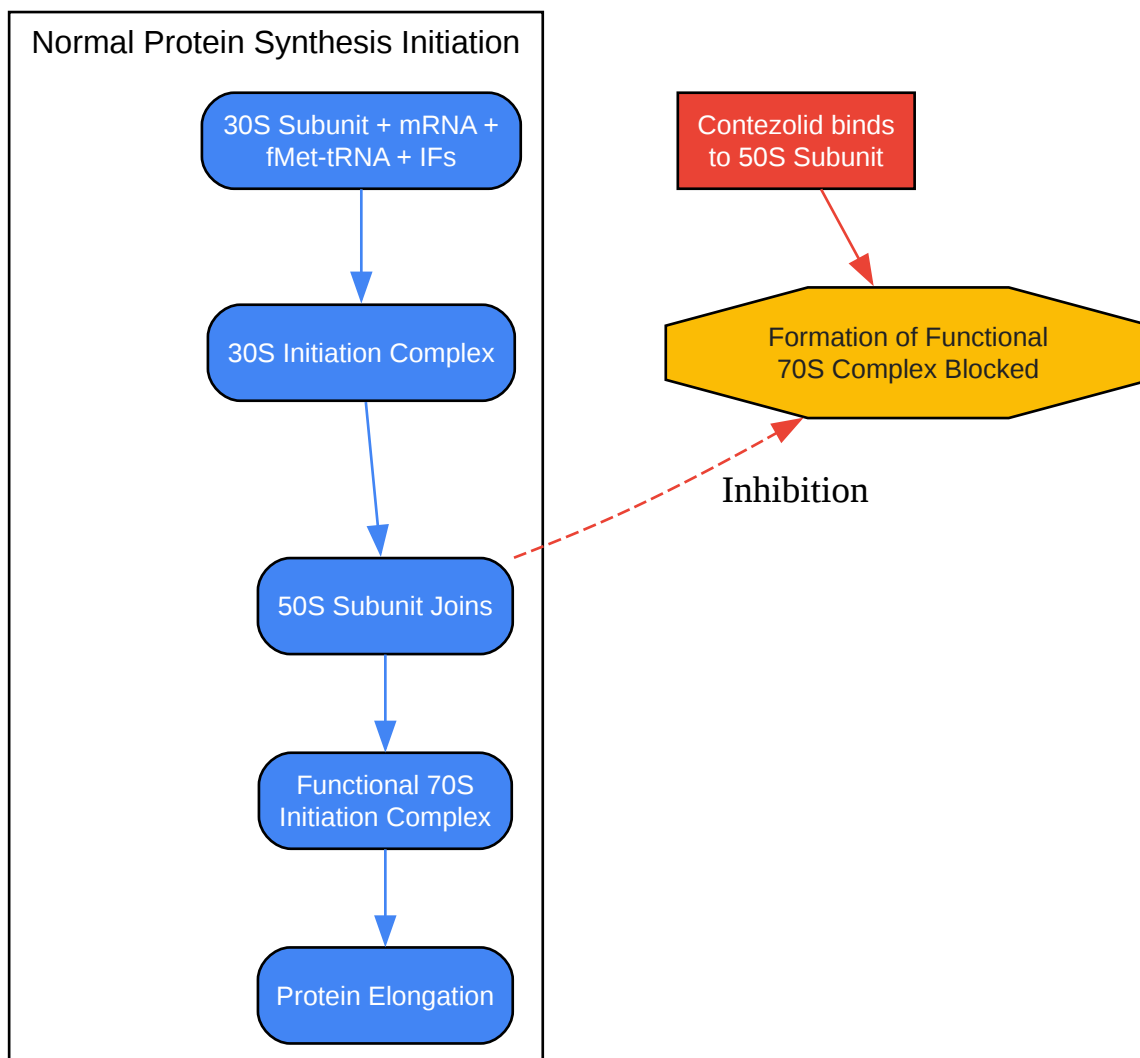 Normal Protein Synthesis Initiation
30S Subunit + mRNA +
fMet-tRNA + IFs
Contezolid binds
to 50S Subunit
30S Initiation Complex
Formation of Functional
70S Complex Blocked
Inhibition
50S Subunit Joins
Functional 70S
Initiation Complex
Protein Elongation